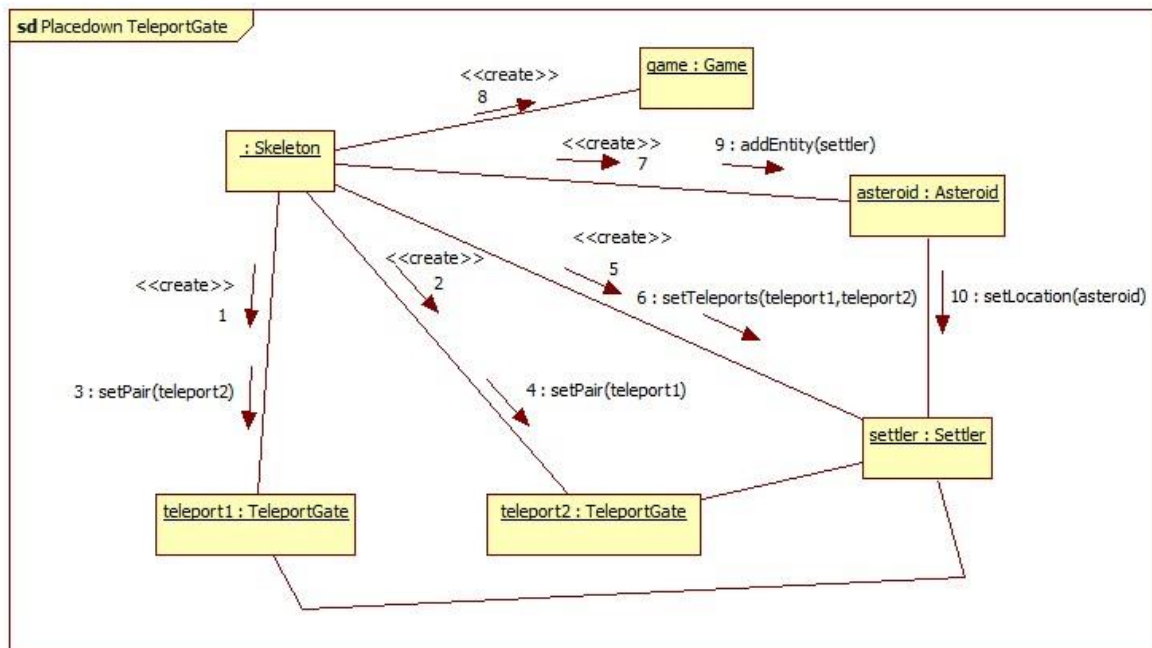 sd Placedown TeleportGate
<<create>>
8
game : Game
: Skeleton
<<create>>
7
9 : addEntity(settler)
asteroid : Asteroid
<<create>>
1
<<create>>
2
<<create>>
5
6 : setTeleports(teleport1,teleport2)
10 : setLocation(asteroid)
3 : setPair(teleport2)
4 : setPair(teleport1)
settler : Settler
teleport1 : TeleportGate
teleport2 : TeleportGate